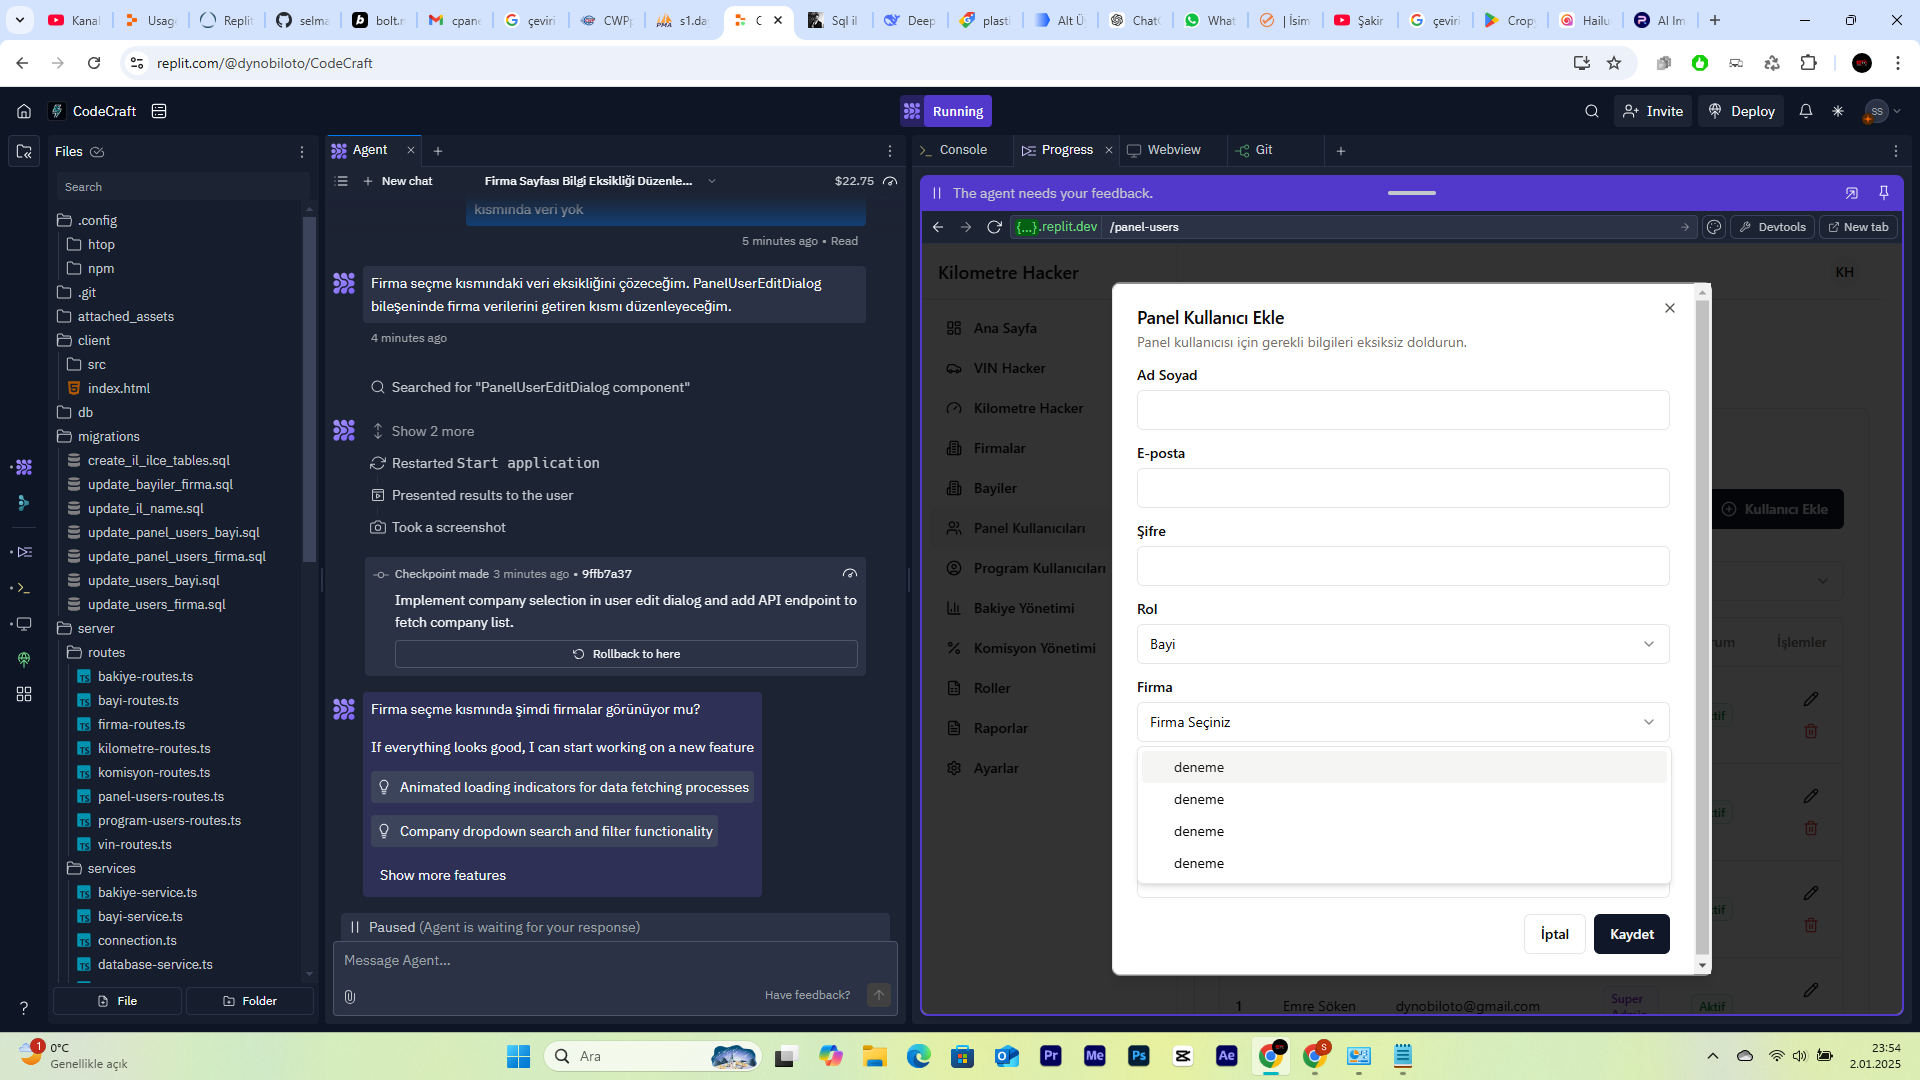 Kanal
Usage
Replit
selma
bolt.n
cpane
çeviri
CWPp
s1.da
C
Sql il
Deep
plasti
Alt Ü
ChatG
What
| İsim
Şakir
çeviri
Crop
Hailu
AI Im
replit.com/@dynobiloto/CodeCraft
CodeCraft
Running
Invite
Deploy
SS
Files
Search
.config
htop
npm
.git
attached_assets
client
src
index.html
db
migrations
create_il_ilce_tables.sql
update_bayiler_firma.sql
update_il_name.sql
update_panel_users_bayi.sql
update_panel_users_firma.sql
update_users_bayi.sql
update_users_firma.sql
server
routes
bakiye-routes.ts
bayi-routes.ts
firma-routes.ts
kilometre-routes.ts
komisyon-routes.ts
panel-users-routes.ts
program-users-routes.ts
vin-routes.ts
services
bakiye-service.ts
bayi-service.ts
connection.ts
database-service.ts
File
Folder
Agent
New chat
Firma Sayfası Bilgi Eksikliği Düzenle...
$22.75
kısmında veri yok
5 minutes ago • Read
Firma seçme kısmındaki veri eksikliğini çözeceğim. PanelUserEditDialog
bileşeninde firma verilerini getiren kısmı düzenleyeceğim.
4 minutes ago
Searched for "PanelUserEditDialog component"
Show 2 more
Restarted Start application
Presented results to the user
Took a screenshot
Checkpoint made 3 minutes ago • 9ffb7a37
Implement company selection in user edit dialog and add API endpoint to
fetch company list.
Rollback to here
Firma seçme kısmında şimdi firmalar görünüyor mu?
If everything looks good, I can start working on a new feature
Animated loading indicators for data fetching processes
Company dropdown search and filter functionality
Show more features
Paused (Agent is waiting for your response)
Message Agent...
Have feedback?
Console
Progress
Webview
Git
The agent needs your feedback.
{...}.replit.dev
/panel-users
Devtools
New tab
Kilometre Hacker
KH
Ana Sayfa
VIN Hacker
Kilometre Hacker
Firmalar
Bayiler
Panel Kullanıcıları
Program Kullanıcıları
Bakiye Yönetimi
Komisyon Yönetimi
Roller
Raporlar
Ayarlar
Panel Kullanıcı Ekle
Panel kullanıcısı için gerekli bilgileri eksiksiz doldurun.
Ad Soyad
E-posta
Şifre
Rol
Bayi
Firma
Firma Seçiniz
deneme
deneme
deneme
deneme
İptal
Kaydet
Kullanıcı Ekle
rum
İşlemler
tif
tif
tif
1
Emre Söken
dynobiloto@gmail.com
Super
Admin
Aktif
1
0°C
Genellikle açık
Ara
Pr
Me
Ps
Ae
S
23:54
2.01.2025